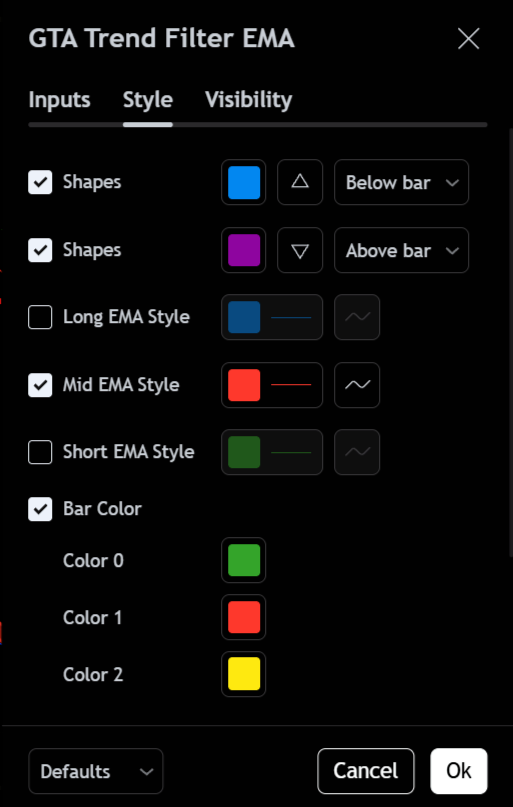 GTA Trend Filter EMA
Inputs Style Visibility
Shapes Below bar
Shapes Above bar
Long EMA Style
Mid EMA Style
Short EMA Style
Bar Color
Color 0
Color 1
Color 2
Defaults Cancel Ok